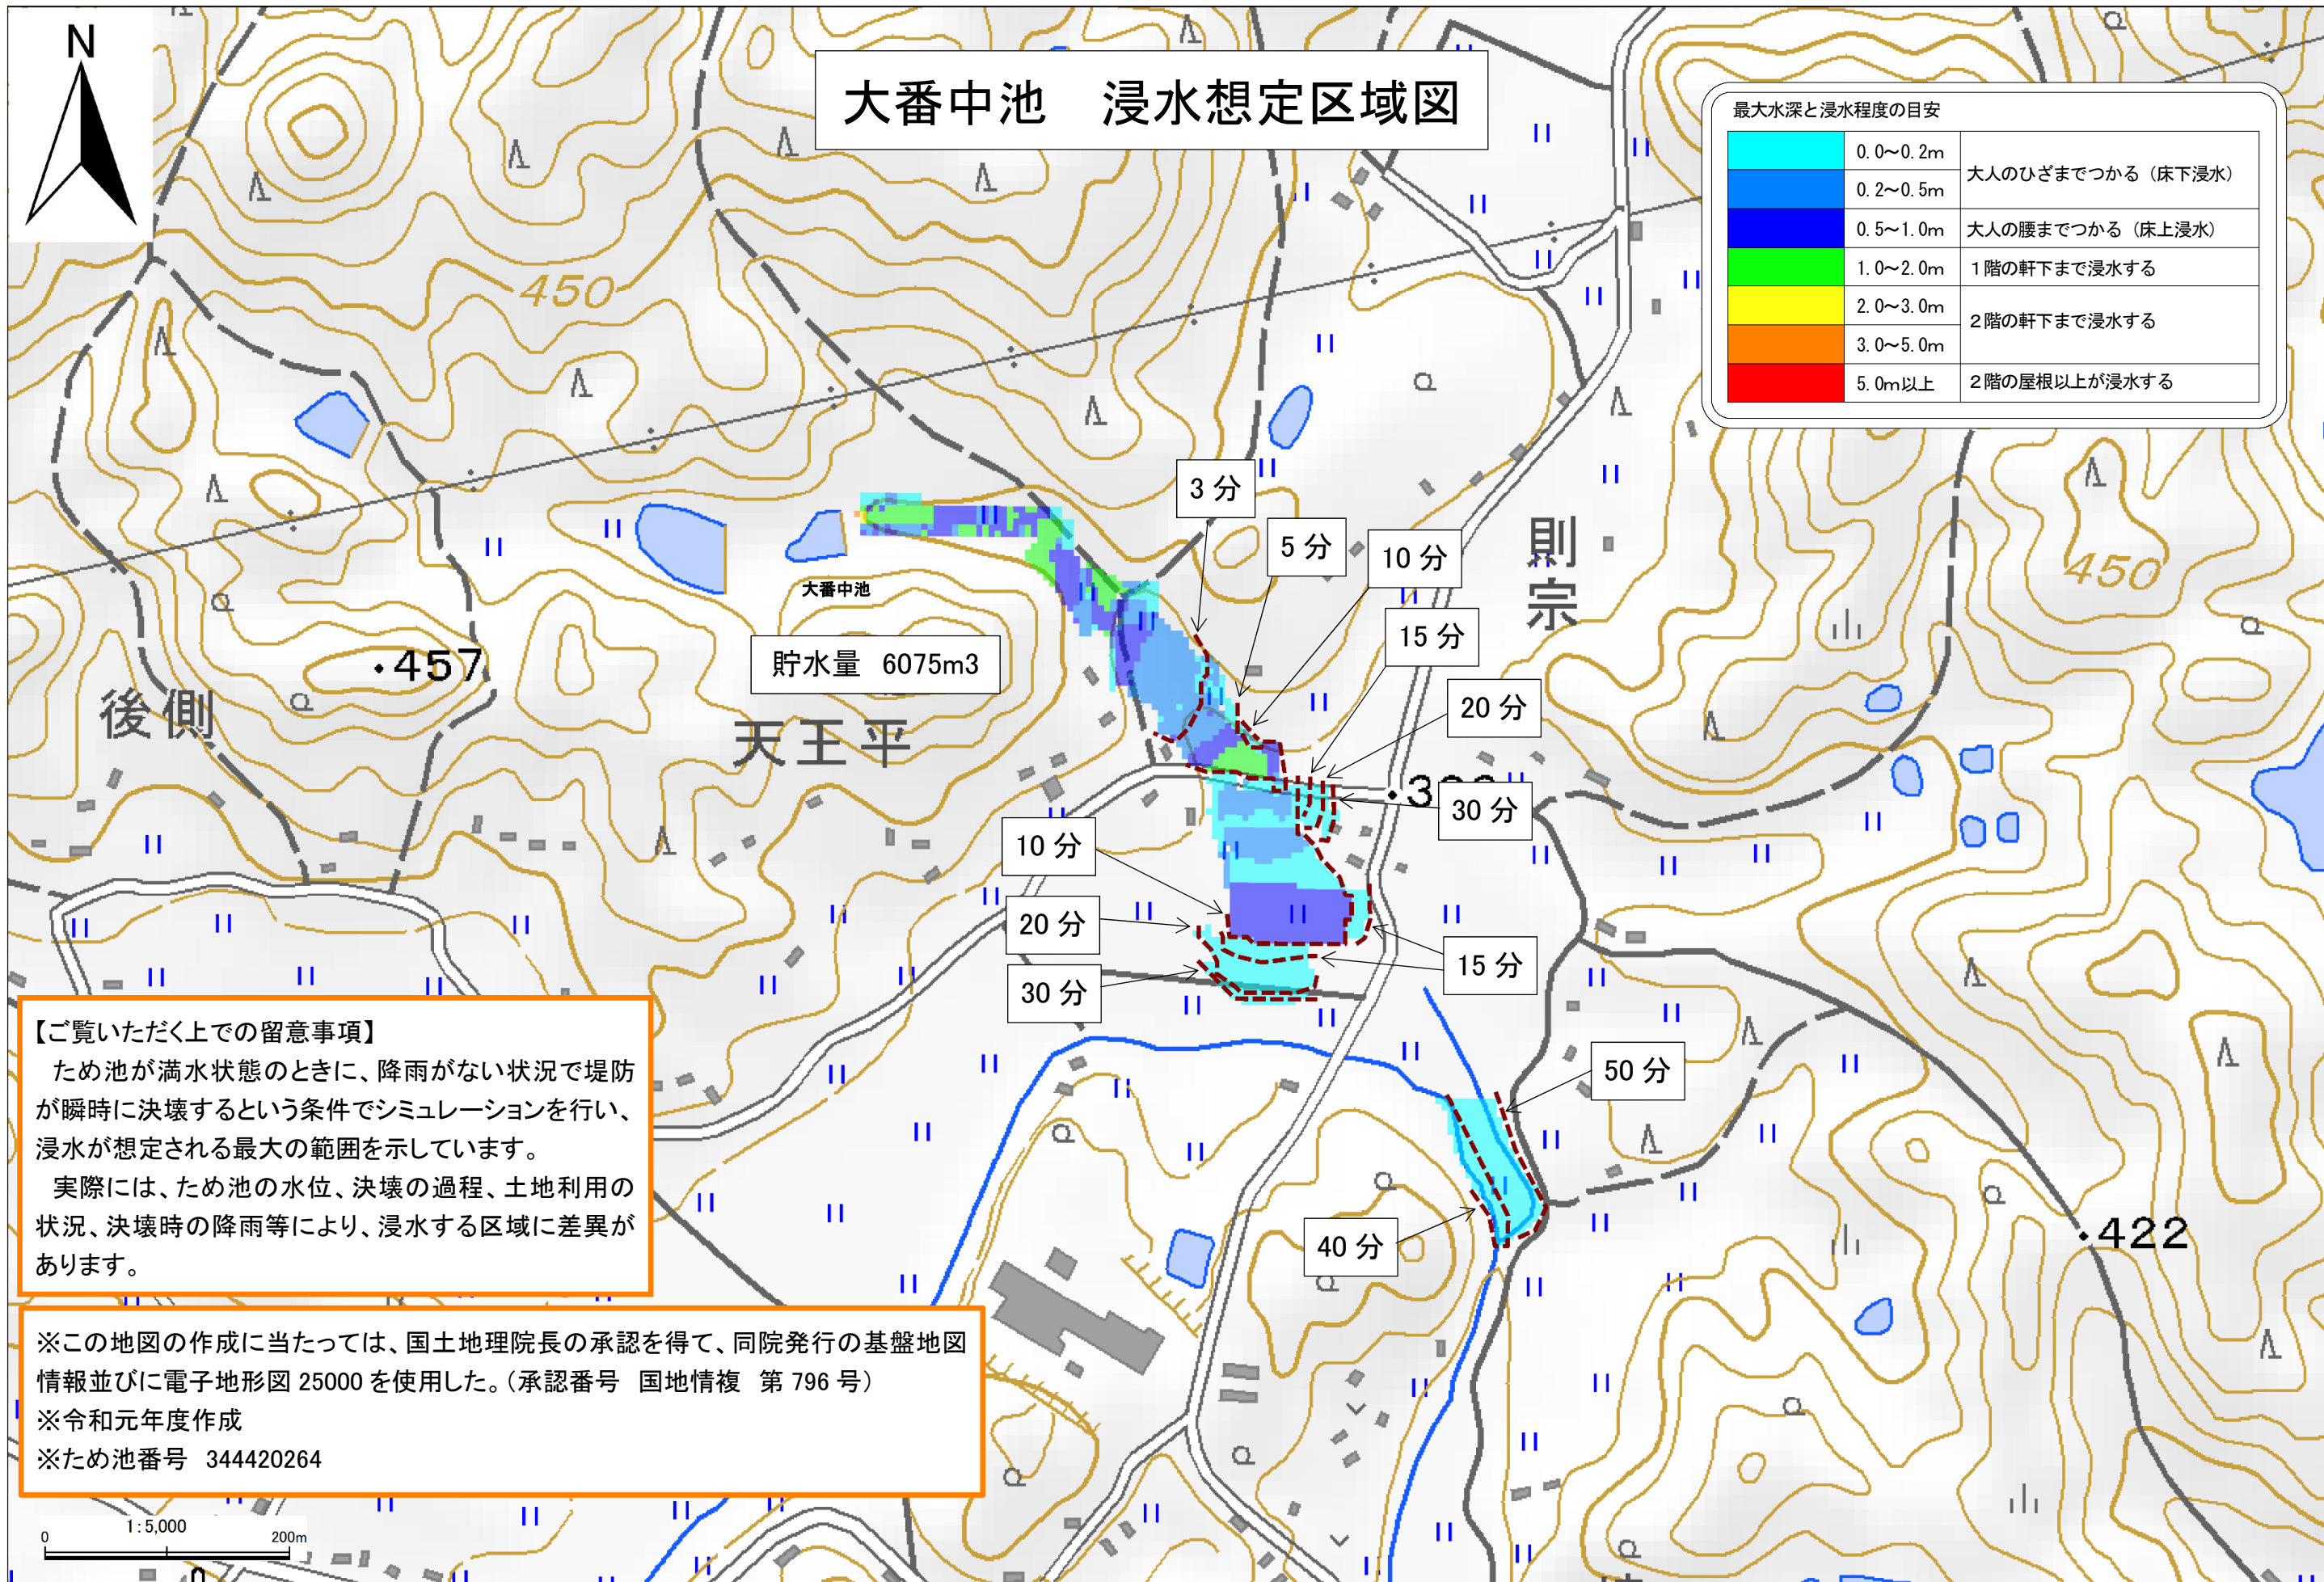 N
大番中池　浸水想定区域図
最大水深と浸水程度の目安
0.0～0.2m
大人のひざまでつかる（床下浸水）
0.2～0.5m
0.5～1.0m
大人の腰までつかる（床上浸水）
1.0～2.0m
1階の軒下まで浸水する
2.0～3.0m
2階の軒下まで浸水する
3.0～5.0m
5.0m以上
2階の屋根以上が浸水する
450
3分
5分
10分
則宗
450
大番中池
15分
貯水量 6075m3
457
20分
後側
天王平
30分
10分
20分
15分
30分
50分
40分
422
【ご覧いただく上での留意事項】
ため池が満水状態のときに、降雨がない状況で堤防
が瞬時に決壊するという条件でシミュレーションを行い、
浸水が想定される最大の範囲を示しています。
実際には、ため池の水位、決壊の過程、土地利用の
状況、決壊時の降雨等により、浸水する区域に差異が
あります。
※この地図の作成に当たっては、国土地理院長の承認を得て、同院発行の基盤地図
情報並びに電子地形図 25000 を使用した。（承認番号 国地情複 第 796 号）
※令和元年度作成
※ため池番号 344420264
1:5,000
0
200m